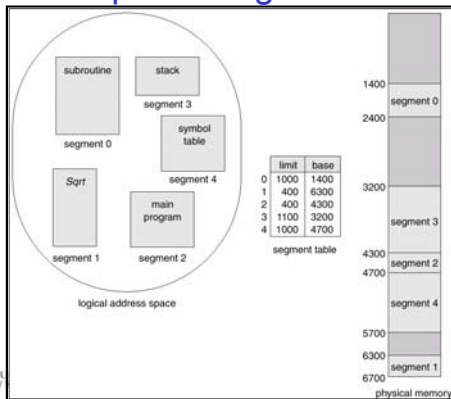 subroutine
stack
segment 3
segment 0
symbol
table
segment 4
Sqrt
main
program
segment 1
segment 2
logical address space
limit base
0 1000 1400
1 400 6300
2 400 4300
3 1100 3200
4 1000 4700
segment table
1400
segment 0
2400
3200
segment 3
4300
segment 2
4700
segment 4
5700
6300
segment 1
6700
physical memory